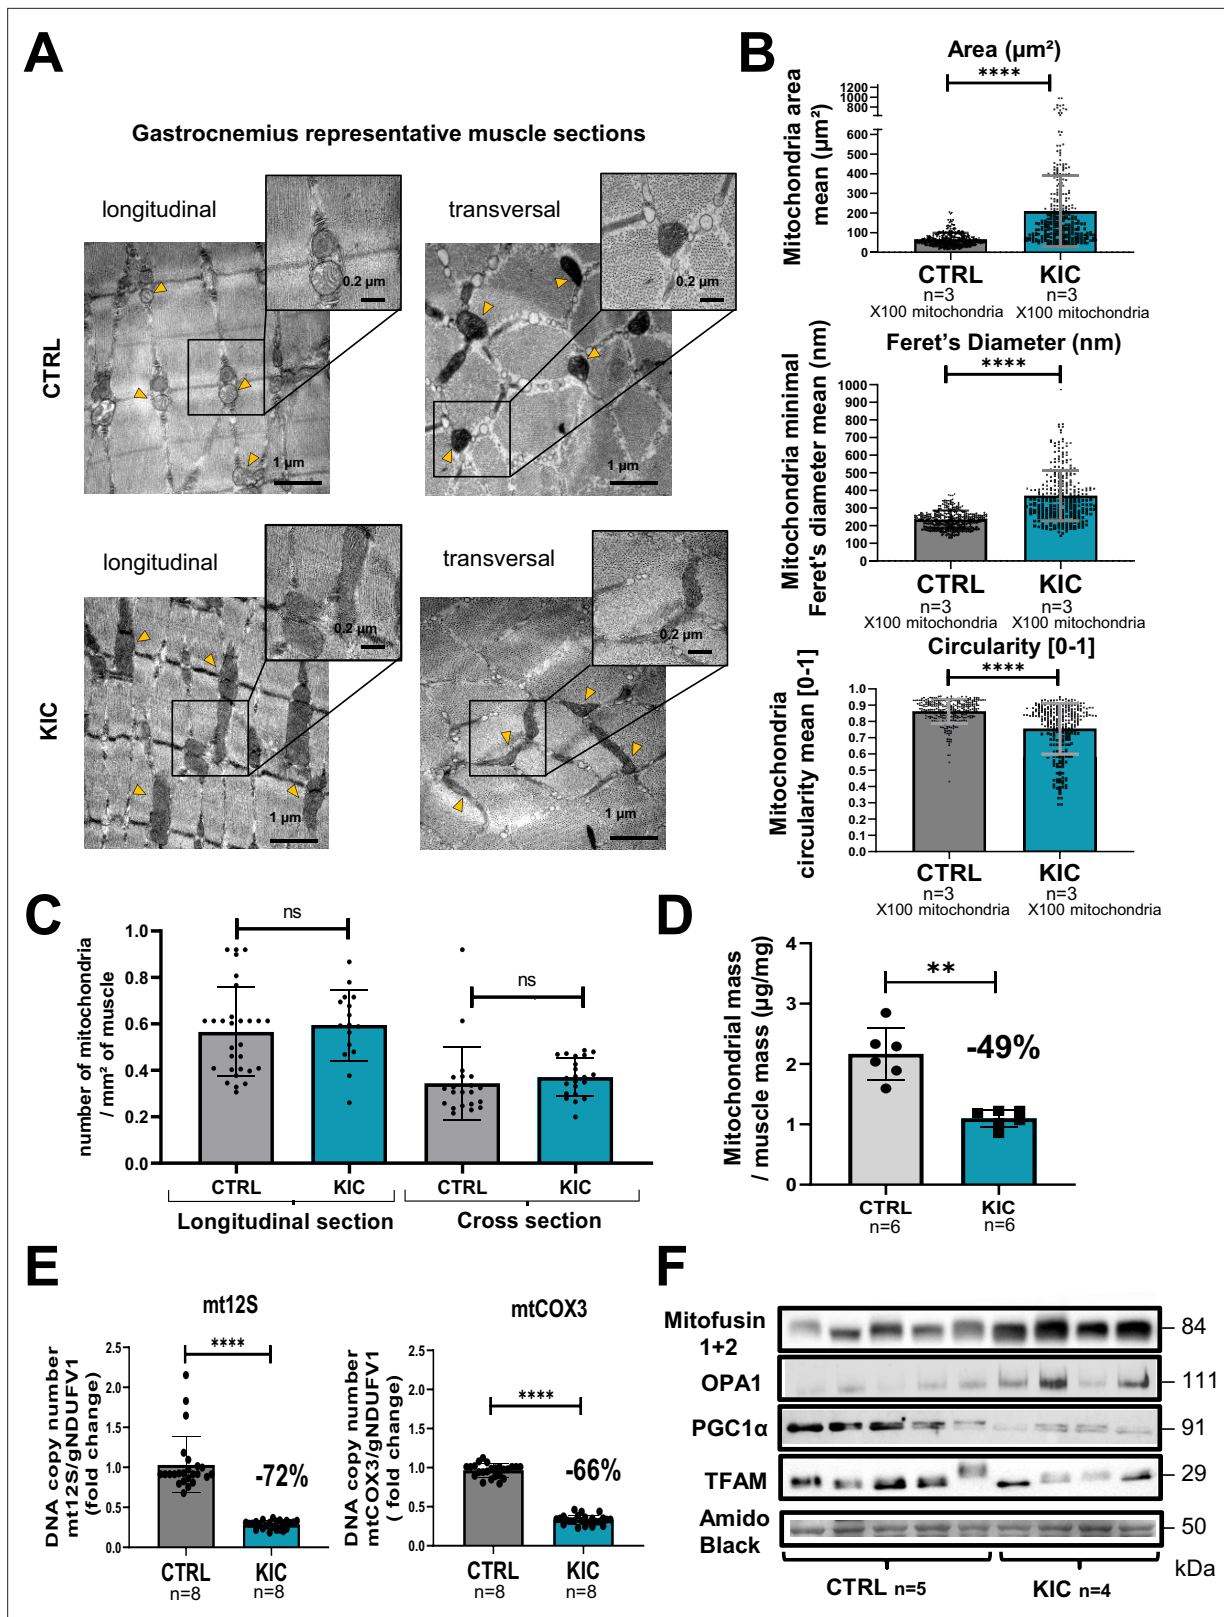 A
Gastrocnemius representative muscle sections
longitudinal
transversal
CTRL
0.2 µm
1 µm
0.2 µm
1 µm
longitudinal
transversal
KIC
0.2 µm
1 µm
0.2 µm
1 µm
B
Area (µm²)
****
Mitochondria area
mean (µm²)
1200
1000
800
600
500
400
300
200
100
0
CTRL
KIC
n=3
n=3
X100 mitochondria
X100 mitochondria
Feret's Diameter (nm)
****
Mitochondria minimal
Feret's diameter mean (nm)
1000
900
800
700
600
500
400
300
200
100
0
CTRL
KIC
n=3
n=3
X100 mitochondria
X100 mitochondria
Circularity [0-1]
****
Mitochondria
circularity mean [0-1]
1.0
0.9
0.8
0.7
0.6
0.5
0.4
0.3
0.2
0.1
0.0
CTRL
KIC
n=3
n=3
X100 mitochondria
X100 mitochondria
C
number of mitochondria
/ mm² of muscle
1.0
0.8
0.6
0.4
0.2
0.0
ns
ns
CTRL
KIC
CTRL
KIC
Longitudinal section
Cross section
D
Mitochondrial mass
/ muscle mass (µg/mg)
4
3
2
1
0
**
-49%
CTRL
KIC
n=6
n=6
E
mt12S
DNA copy number
mt12S/gNDUFV1
(fold change)
2.5
2.0
1.5
1.0
0.5
0.0
****
-72%
CTRL
KIC
n=8
n=8
mtCOX3
DNA copy number
mtCOX3/gNDUFV1
( fold change)
2.5
2.0
1.5
1.0
0.5
0.0
****
-66%
CTRL
KIC
n=8
n=8
F
Mitofusin
1+2
84
OPA1
111
PGC1α
91
TFAM
29
Amido
Black
50
kDa
CTRL n=5
KIC n=4